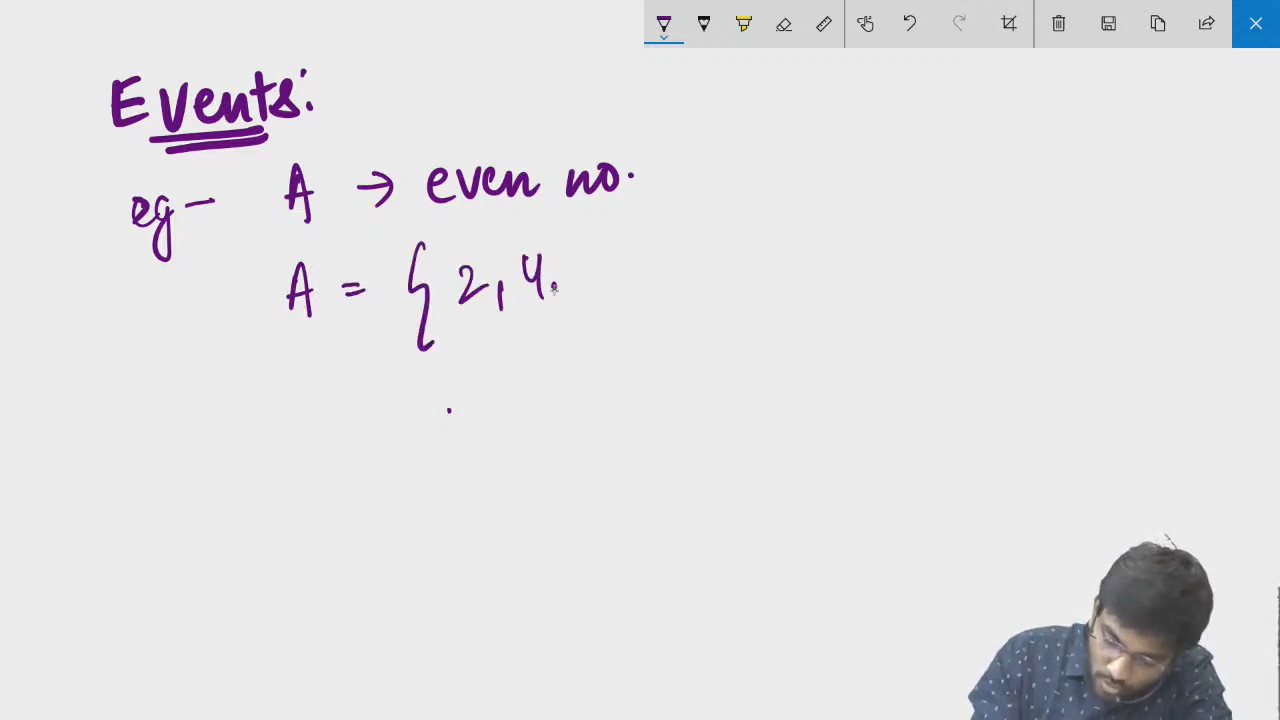 Events:
eg - A → even no.
A = { 2, 4.